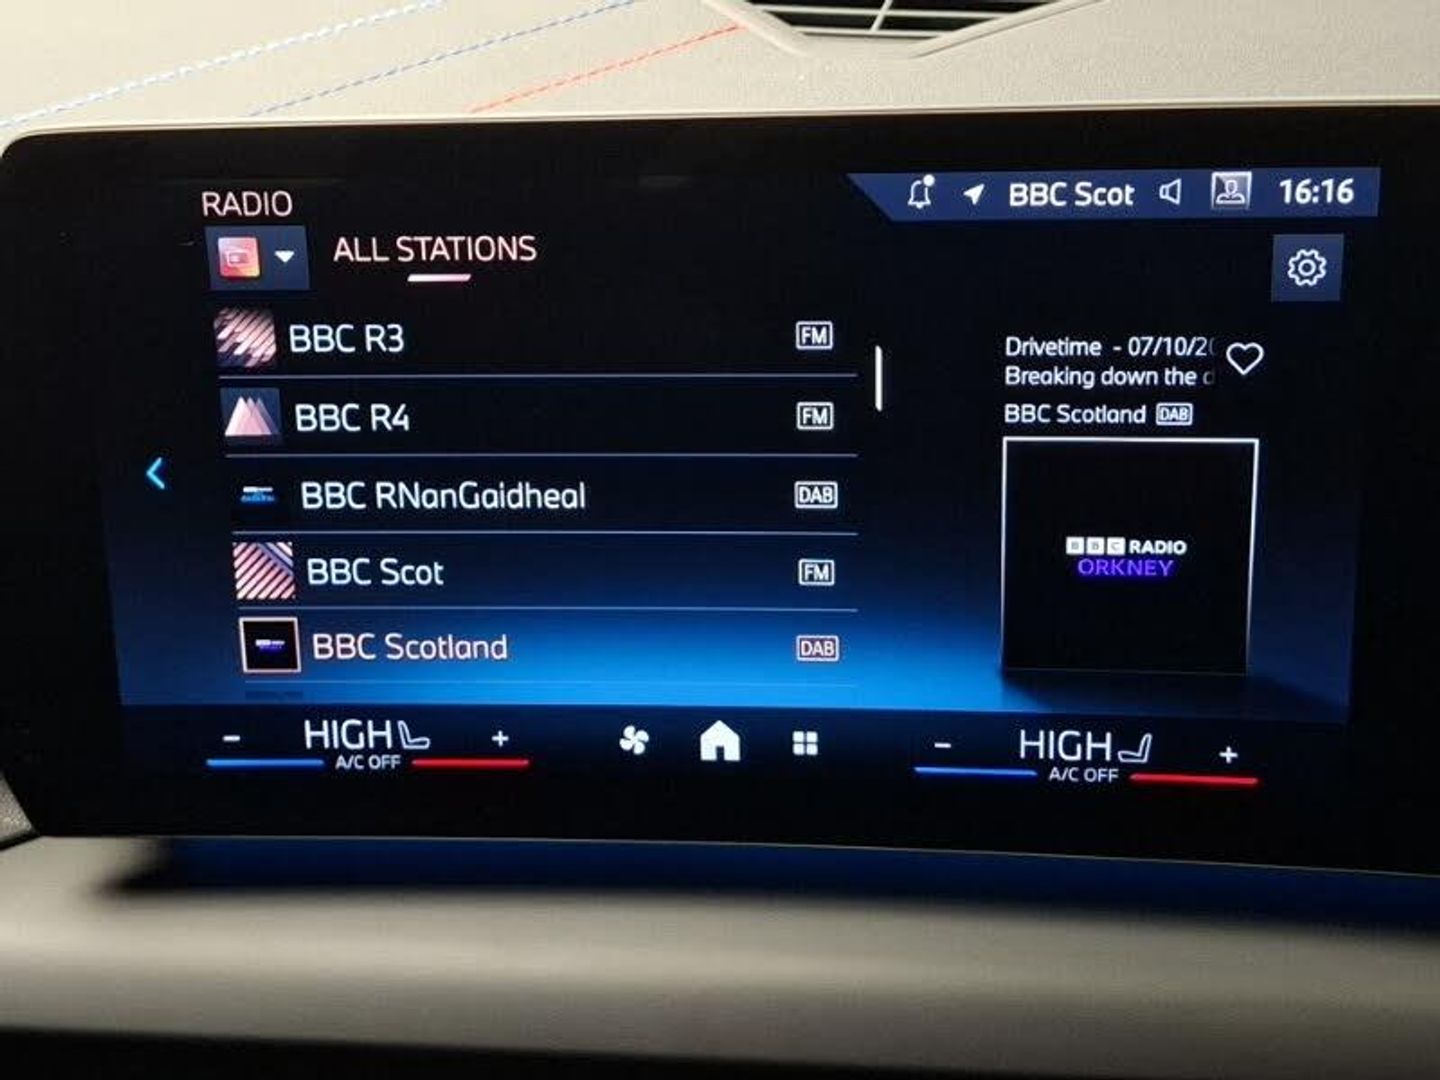 RADIO
BBC Scot 16:16
ALL STATIONS
BBC R3 FM
BBC R4 FM
BBC RNanGaidheal DAB
BBC Scot FM
BBC Scotland DAB
Drivetime - 07/10/2
Breaking down the
BBC Scotland DAB
BBC RADIO
ORKNEY
- HIGH +
A/C OFF
- HIGH +
A/C OFF